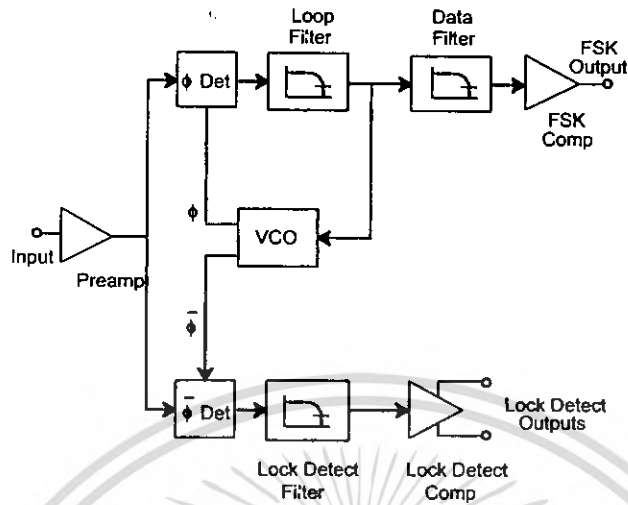 Loop
Filter
Data
Filter
FSK
Output
ϕ Det
FSK
Comp
ϕ
VCO
Input
Preamp
ϕ̅
ϕ̅ Det
Lock Detect
Outputs
Lock Detect
Filter
Lock Detect
Comp